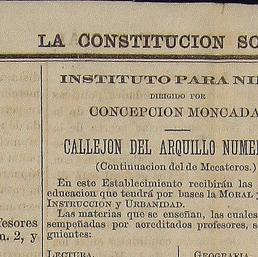 LA CONSTITUCION SO
INSTITUTO PARA NI
DIRIGIDO POR
CONCEPCION MONCADA
CALLEJON DEL ARQUILLO NUME
(Continuacion del de Mecateros.)
En este Establecimiento recibirán las
educacion que tendrá por bases la MORAL
INSTRUCCION Y URBANIDAD.
Las materias que se enseñan, las cuales
sempeñadas por acreditados profesores, s
guientes:
LECTURA. GEOGRAFIA.
fesores
m. 2, y